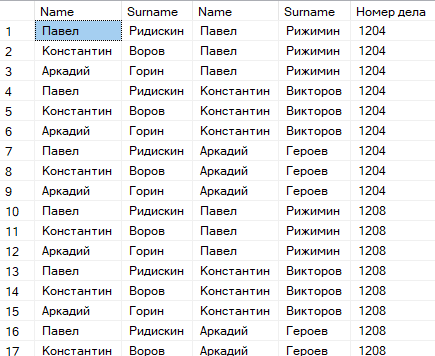 Name Surname Name Surname Номер дела
1 Павел Ридискин Павел Рижимин 1204
2 Константин Воров Павел Рижимин 1204
3 Аркадий Горин Павел Рижимин 1204
4 Павел Ридискин Константин Викторов 1204
5 Константин Воров Константин Викторов 1204
6 Аркадий Горин Константин Викторов 1204
7 Павел Ридискин Аркадий Героев 1204
8 Константин Воров Аркадий Героев 1204
9 Аркадий Горин Аркадий Героев 1204
10 Павел Ридискин Павел Рижимин 1208
11 Константин Воров Павел Рижимин 1208
12 Аркадий Горин Павел Рижимин 1208
13 Павел Ридискин Константин Викторов 1208
14 Константин Воров Константин Викторов 1208
15 Аркадий Горин Константин Викторов 1208
16 Павел Ридискин Аркадий Героев 1208
17 Константин Воров Аркадий Героев 1208